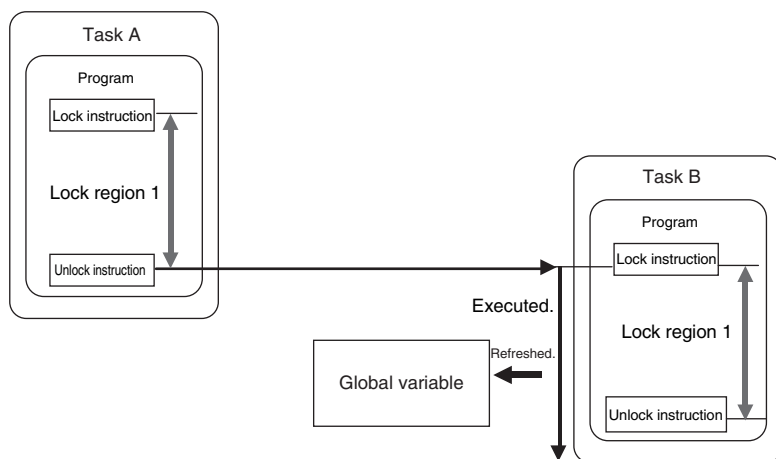 Task A
Program
Lock instruction
Lock region 1
Unlock instruction
Task B
Program
Lock instruction
Executed.
Lock region 1
Refreshed.
Global variable
Unlock instruction